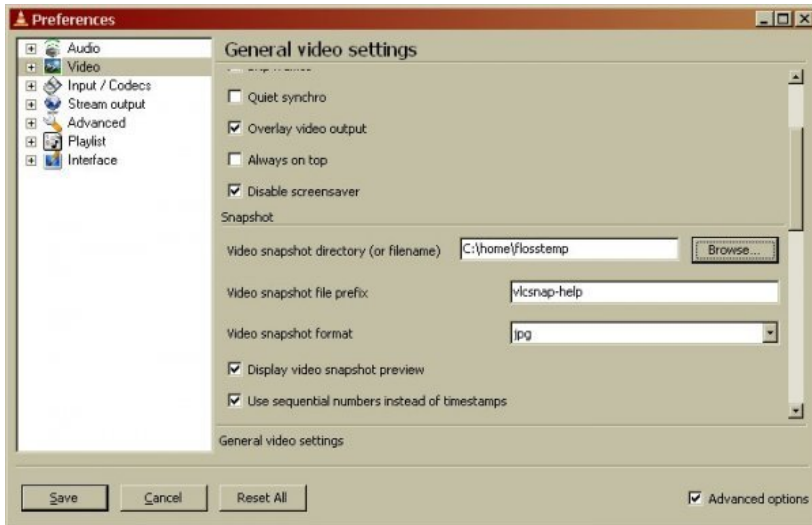 Preferences
Audio
Video
Input / Codecs
Stream output
Advanced
Playlist
Interface
General video settings
Quiet synchro
Overlay video output
Always on top
Disable screensaver
Snapshot
Video snapshot directory (or filename) C:\home\flosstemp Browse...
Video snapshot file prefix vlcsnap-help
Video snapshot format jpg
Display video snapshot preview
Use sequential numbers instead of timestamps
General video settings
Save Cancel Reset All Advanced options